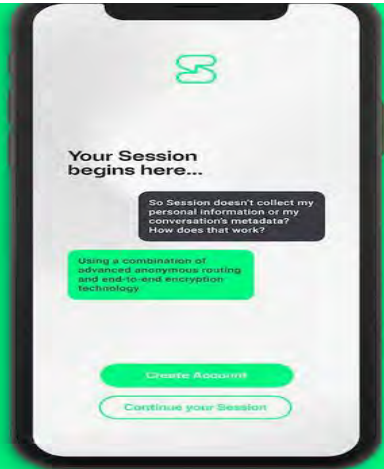 Your Session
begins here...
So Session doesn't collect my
personal information or my
conversation's metadata?
How does that work?
Using a combination of
advanced anonymous routing
and end-to-end encryption
technology
Create Account
Continue your Session